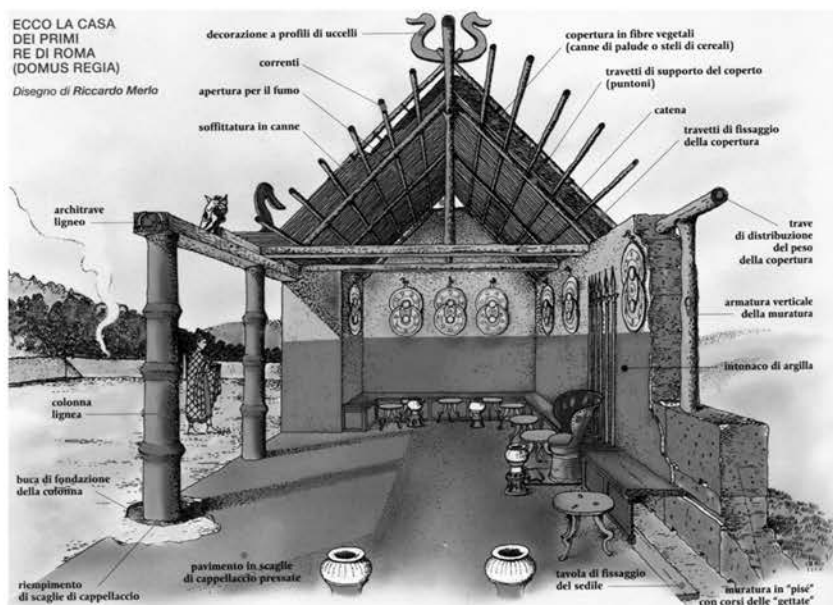 ECCO LA CASA
DEI PRIMI
RE DI ROMA
(DOMUS REGIA)
Disegno di Riccardo Merlo
decorazione a profili di uccelli
correnti
apertura per il fumo
soffittatura in canne
architrave
ligneo
colonna
lignea
buca di fondazione
della colonna
riempimento
di scaglie di cappellaccio
pavimento in scaglie
di cappellaccio pressate
copertura in fibre vegetali
(canne di palude o steli di cereali)
travetti di supporto del coperto
(puntoni)
catena
travetti di fissaggio
della copertura
trave
di distribuzione
del peso
della copertura
armatura verticale
della muratura
intonaco di argilla
tavola di fissaggio
del sedile
muratura in "pisé"
con corsi delle "gettate"